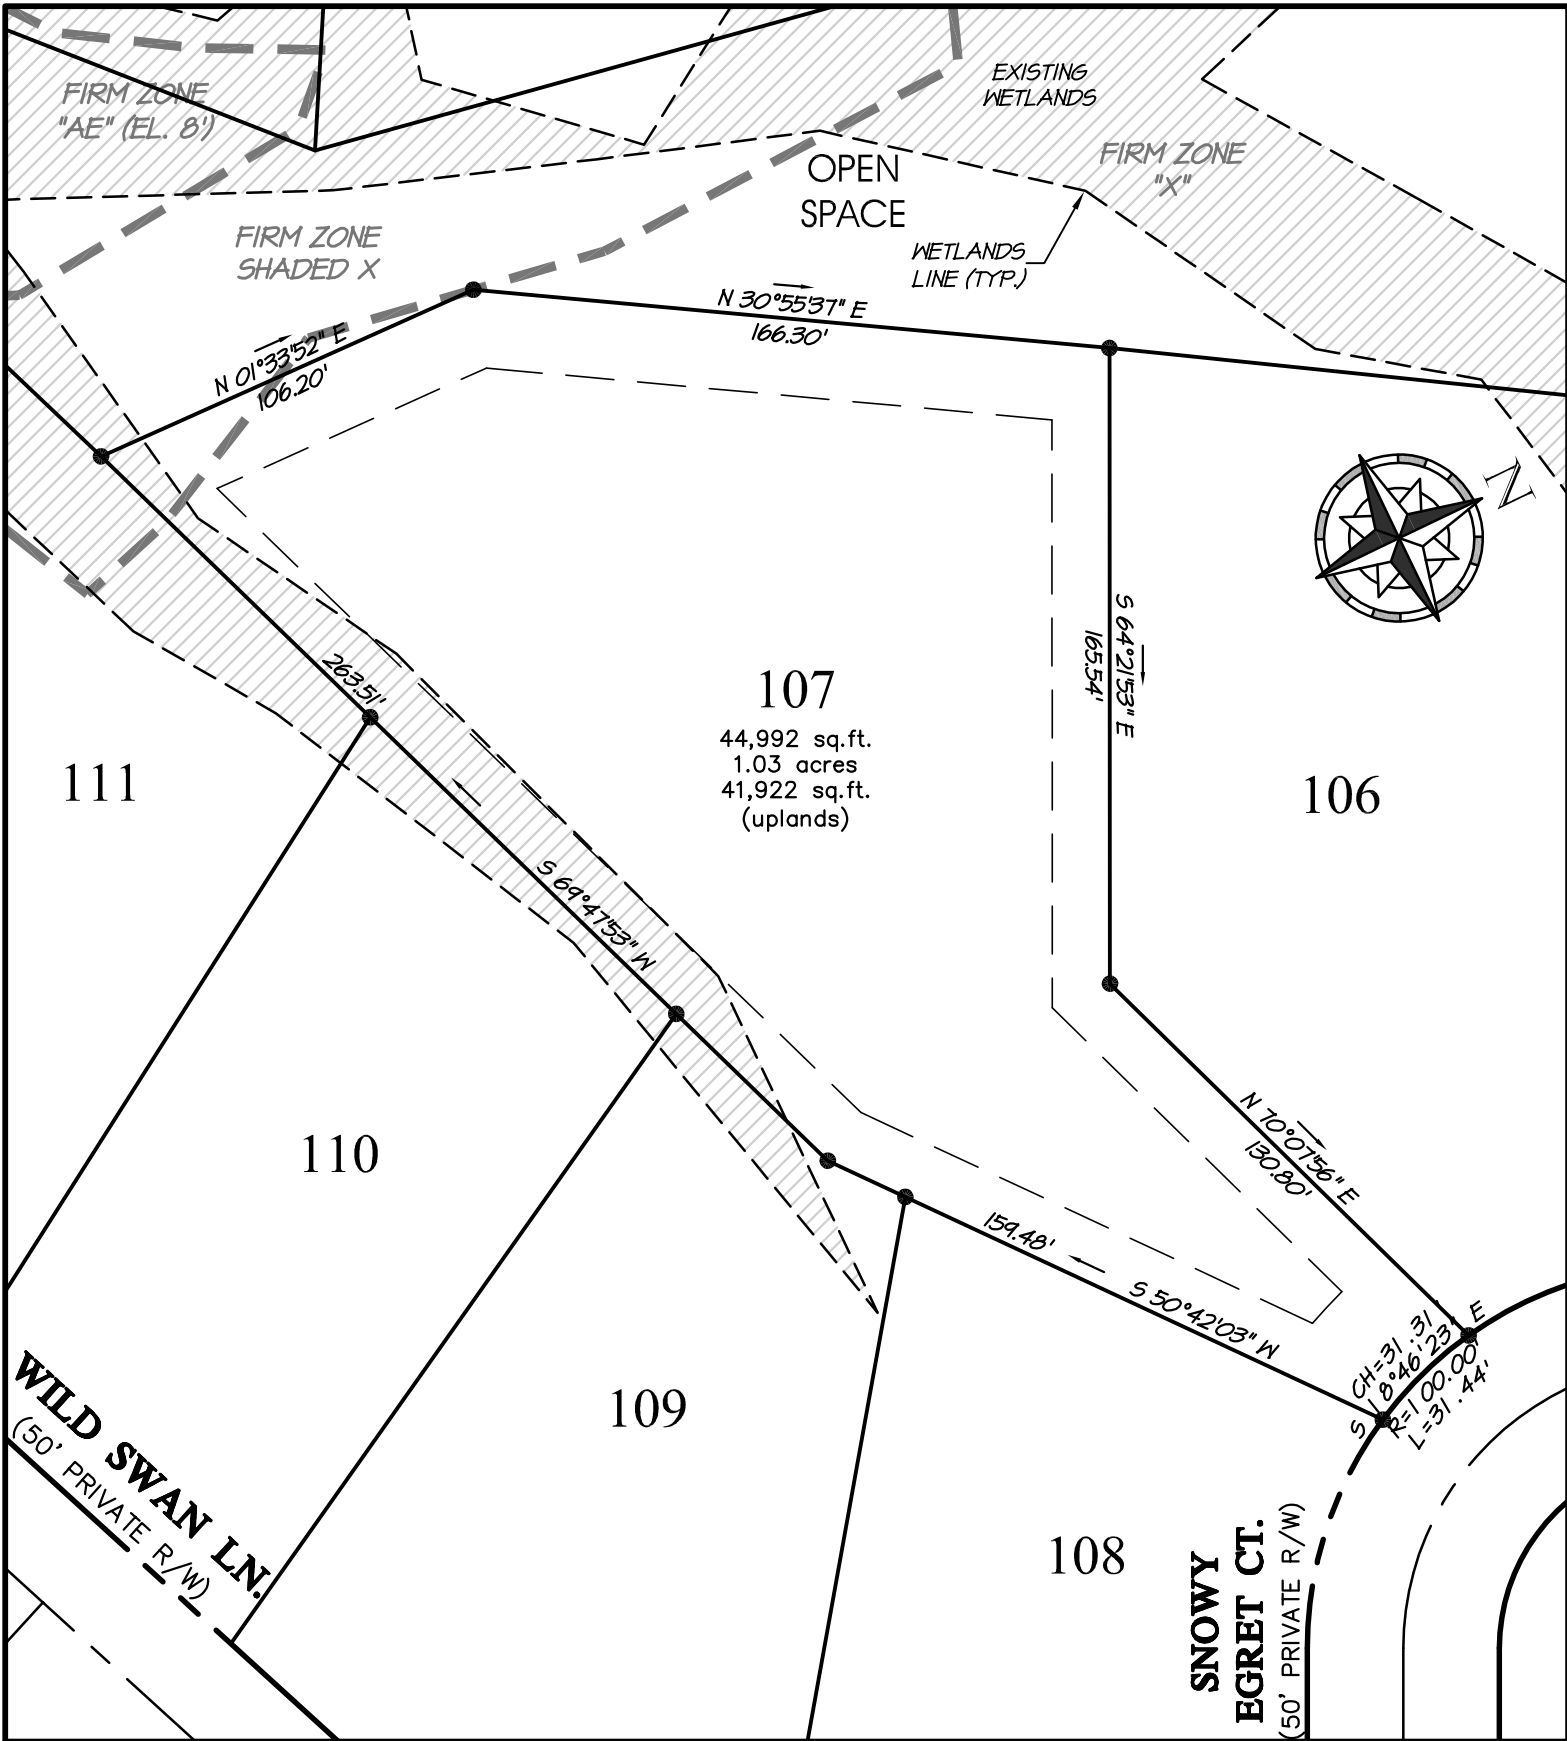 FIRM ZONE
"AE" (EL. 8')
EXISTING
WETLANDS
FIRM ZONE
"X"
OPEN
SPACE
FIRM ZONE
SHADED X
WETLANDS
LINE (TYP.)
N 01°33'52" E
106.20'
N 30°55'37" E
166.30'
N
S 64°21'53" E
165.54'
263.51'
S 69°47'53" W
107
44,992 sq.ft.
1.03 acres
41,922 sq.ft.
(uplands)
111
106
110
N 70°07'56" E
130.80'
159.48'
S 50°42'03" W
CH=31.31'
S 18°46'23" E
R=100.00'
L=31.44'
109
108
WILD SWAN LN.
(50' PRIVATE R/W)
SNOWY
EGRET CT.
(50' PRIVATE R/W)